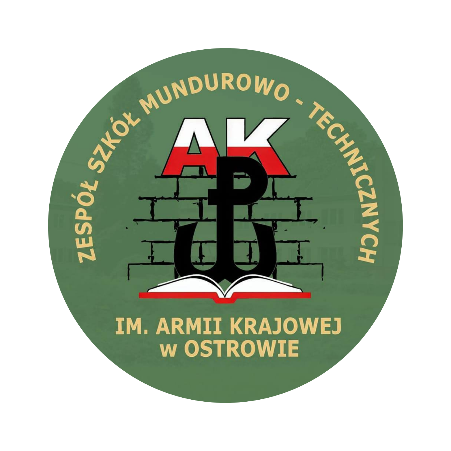 ZESPÓŁ SZKÓŁ MUNDUROWO - TECHNICZNYCH
AK
IM. ARMII KRAJOWEJ
w OSTROWIE